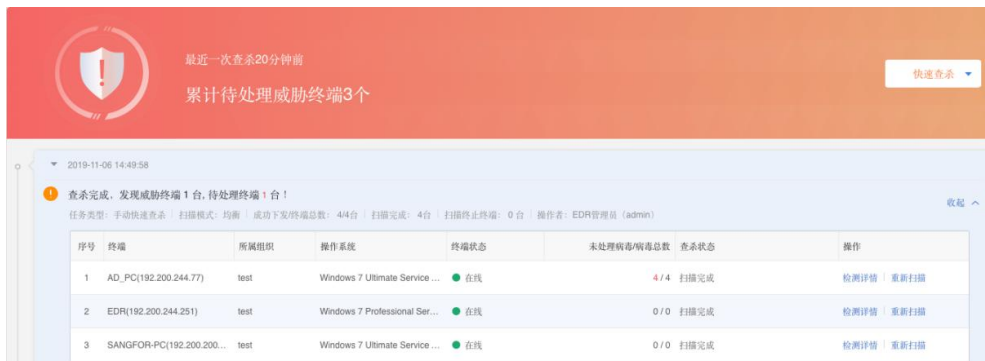 最近一次查杀20分钟前
累计待处理威胁终端3个
快速查杀
2019-11-06 14:49:58
查杀完成，发现威胁终端 1 台，待处理终端 1 台！
收起
任务类型：手动快速查杀 | 扫描模式：均衡 | 成功下发/终端总数： 4/4台 | 扫描完成： 4台 | 扫描终止终端： 0 台 | 操作者：EDR管理员（admin）
序号 终端 所属组织 操作系统 终端状态 未处理病毒/病毒总数 查杀状态 操作
1 AD_PC(192.200.244.77) test Windows 7 Ultimate Service ... 在线 4 / 4 扫描完成 检测详情 | 重新扫描
2 EDR(192.200.244.251) test Windows 7 Professional Ser... 在线 0 / 0 扫描完成 检测详情 | 重新扫描
3 SANGFOR-PC(192.200.200... test Windows 7 Ultimate Service ... 在线 0 / 0 扫描完成 检测详情 | 重新扫描